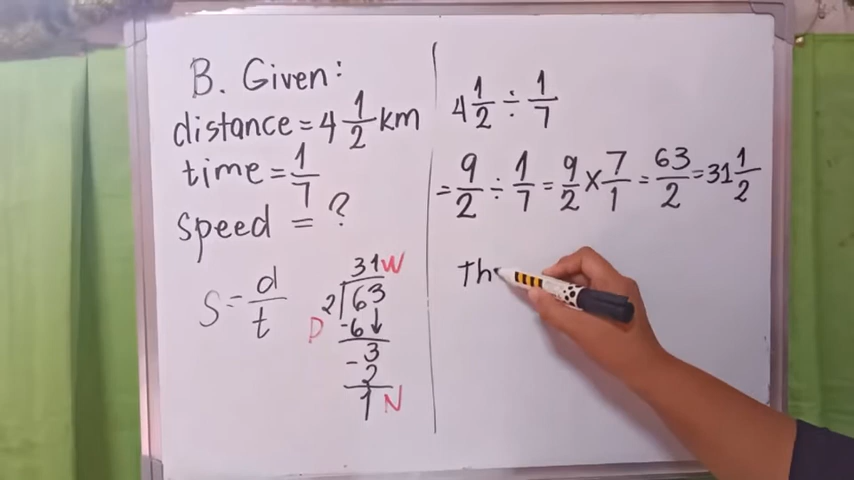 B. Given:
distance = 4 1/2 km
time = 1/7
speed = ?
S = d/t
31 W
2 63
D -6↓
-3
2
1 N
4 1/2 ÷ 1/7
= 9/2 ÷ 1/7 = 9/2 x 7/1 = 63/2 = 31 1/2
Th